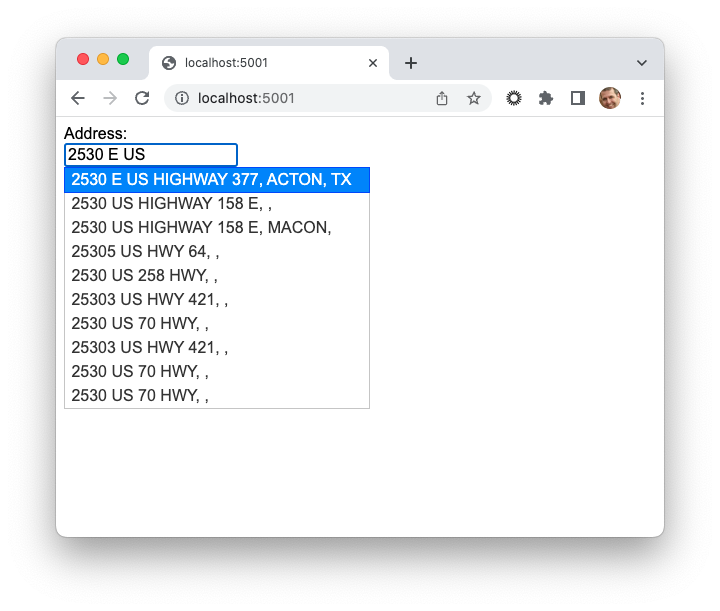 localhost:5001
localhost:5001
Address:
2530 E US
2530 E US HIGHWAY 377, ACTON, TX
2530 US HIGHWAY 158 E, ,
2530 US HIGHWAY 158 E, MACON,
25305 US HWY 64, ,
2530 US 258 HWY, ,
25303 US HWY 421, ,
2530 US 70 HWY, ,
25303 US HWY 421, ,
2530 US 70 HWY, ,
2530 US 70 HWY, ,